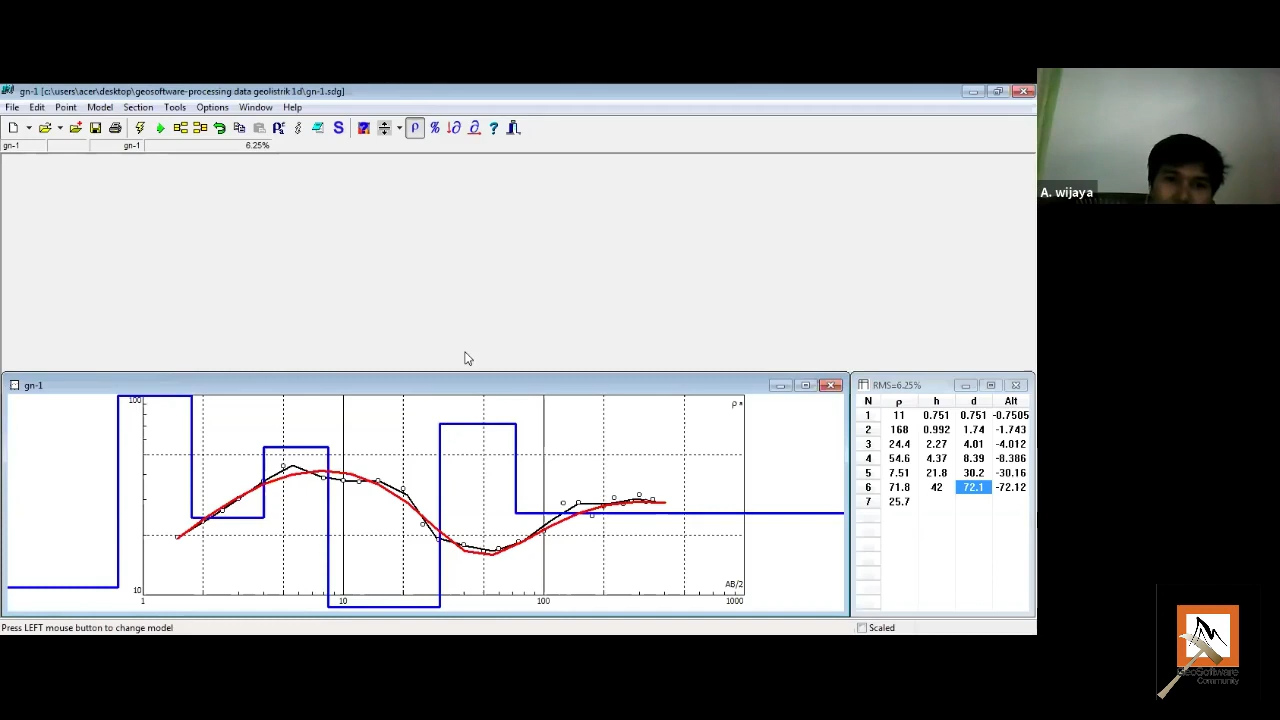 gn-1 [c:\users\acer\desktop\geosoftware-processing data geolistrik 1d\gn-1.sdg]
File Edit Point Model Section Tools Options Window Help
gn-1 gn-1 6.25%
A. wijaya
gn-1
100
ρa
10
AB/2
1 10 100 1000
RMS=6.25%
N ρ h d Alt
1 11 0.751 0.751 -0.7505
2 168 0.992 1.74 -1.743
3 24.4 2.27 4.01 -4.012
4 54.6 4.37 8.39 -8.386
5 7.51 21.8 30.2 -30.16
6 71.8 42 72.1 -72.12
7 25.7
Press LEFT mouse button to change model
Scaled
GeoSoftware
Community